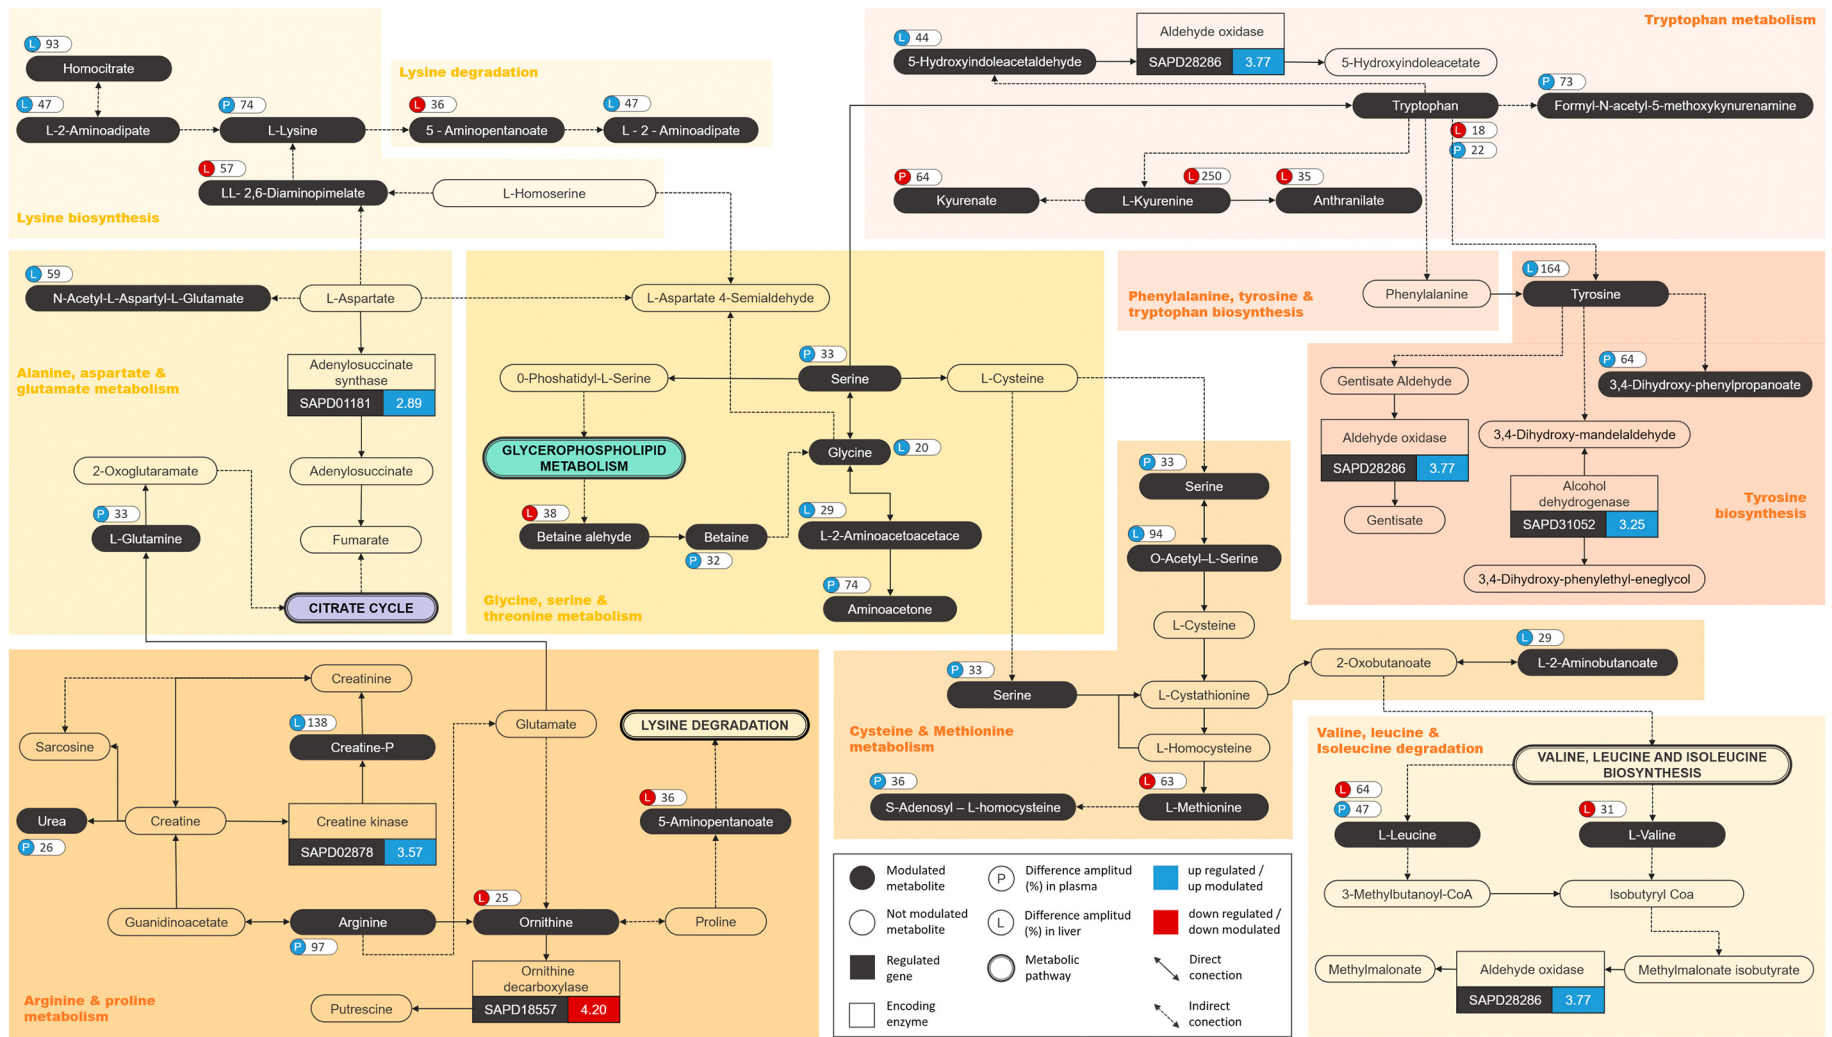 L 93
Homocitrate
L 47
L-2-Aminoadipate
P 74
L-Lysine
L 57
LL- 2,6-Diaminopimelate
L-Homoserine
Lysine biosynthesis
Lysine degradation
L 36
5 - Aminopentanoate
L 47
L - 2 - Aminoadipate
Tryptophan metabolism
L 44
5-Hydroxyindoleacetaldehyde
Aldehyde oxidase
SAPD28286 3.77
5-Hydroxyindoleacetate
Tryptophan
P 73
Formyl-N-acetyl-5-methoxykynurenamine
L 18
P 22
P 64
Kyurenate
L 250
L-Kyurenine
L 35
Anthranilate
L 59
N-Acetyl-L-Aspartyl-L-Glutamate
L-Aspartate
Alanine, aspartate &
glutamate metabolism
Adenylosuccinate
synthase
SAPD01181 2.89
2-Oxoglutaramate
Adenylosuccinate
P 33
L-Glutamine
Fumarate
CITRATE CYCLE
L-Aspartate 4-Semialdehyde
P 33
0-Phoshatidyl-L-Serine
Serine
L-Cysteine
GLYCEROPHOSPHOLIPID
METABOLISM
Glycine
L 20
L 38
Betaine alehyde
Betaine
P 32
L 29
L-2-Aminoacetoacetace
P 74
Aminoacetone
Glycine, serine &
threonine metabolism
Phenylalanine, tyrosine &
tryptophan biosynthesis
Phenylalanine
L 164
Tyrosine
P 64
3,4-Dihydroxy-phenylpropanoate
Gentisate Aldehyde
Aldehyde oxidase
SAPD28286 3.77
Gentisate
3,4-Dihydroxy-mandelaldehyde
Alcohol
dehydrogenase
SAPD31052 3.25
3,4-Dihydroxy-phenylethyl-eneglycol
Tyrosine
biosynthesis
P 33
Serine
L 94
O-Acetyl–L-Serine
L-Cysteine
P 33
Serine
L-Cystathionine
2-Oxobutanoate
L 29
L-2-Aminobutanoate
L-Homocysteine
Cysteine & Methionine
metabolism
P 36
S-Adenosyl – L-homocysteine
L 63
L-Methionine
Creatinine
Sarcosine
L 138
Creatine-P
Glutamate
LYSINE DEGRADATION
Urea
P 26
Creatine
Creatine kinase
SAPD02878 3.57
L 36
5-Aminopentanoate
Guanidinoacetate
Arginine
P 97
L 25
Ornithine
Proline
Ornithine
decarboxylase
SAPD18557 4.20
Putrescine
Arginine & proline
metabolism
Valine, leucine &
Isoleucine degradation
VALINE, LEUCINE AND ISOLEUCINE
BIOSYNTHESIS
L 64
P 47
L-Leucine
L 31
L-Valine
3-Methylbutanoyl-CoA
Isobutyryl Coa
Methylmalonate
Aldehyde oxidase
SAPD28286 3.77
Methylmalonate isobutyrate
Modulated
metabolite
P
Difference amplitud
(%) in plasma
up regulated /
up modulated
Not modulated
metabolite
L
Difference amplitud
(%) in liver
down regulated /
down modulated
Regulated
gene
Metabolic
pathway
Direct
conection
Encoding
enzyme
Indirect
conection